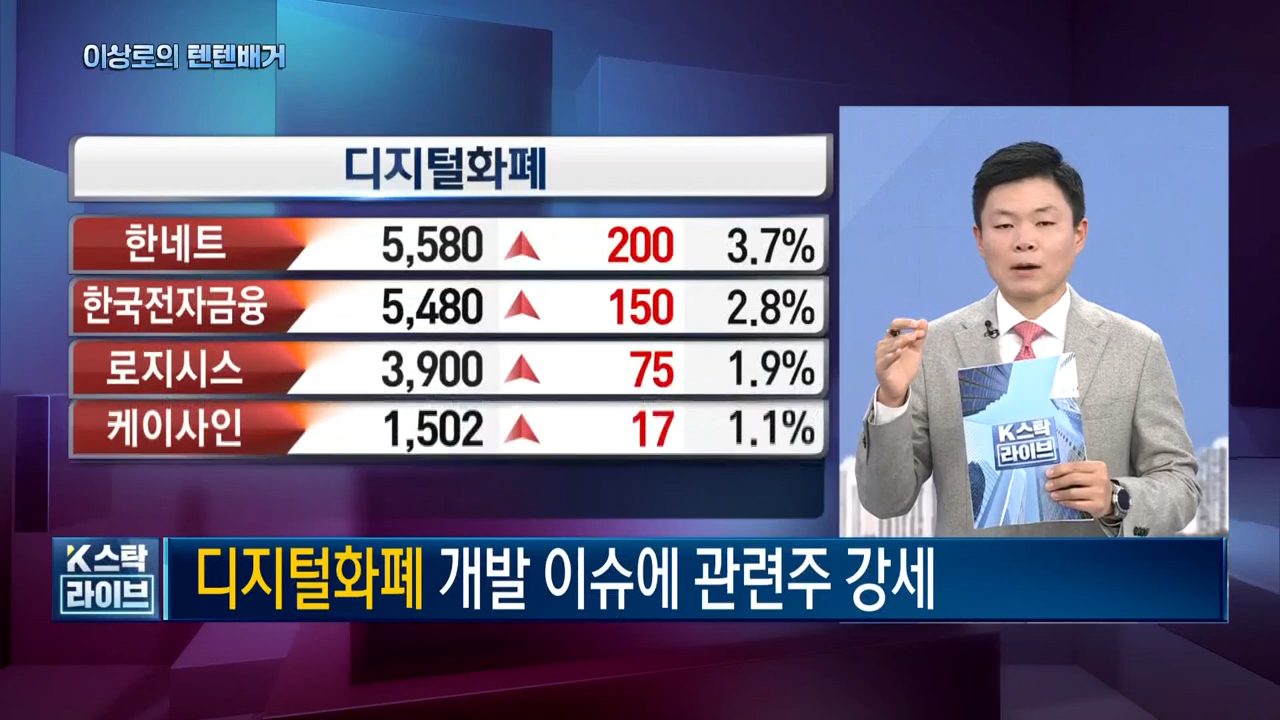 이상로의 텐텐배거
디지털화폐
한네트 5,580 200 3.7%
한국전자금융 5,480 150 2.8%
로지시스 3,900 75 1.9%
케이사인 1,502 17 1.1%
K스탁
라이브
K스탁
라이브
디지털화폐 개발 이슈에 관련주 강세